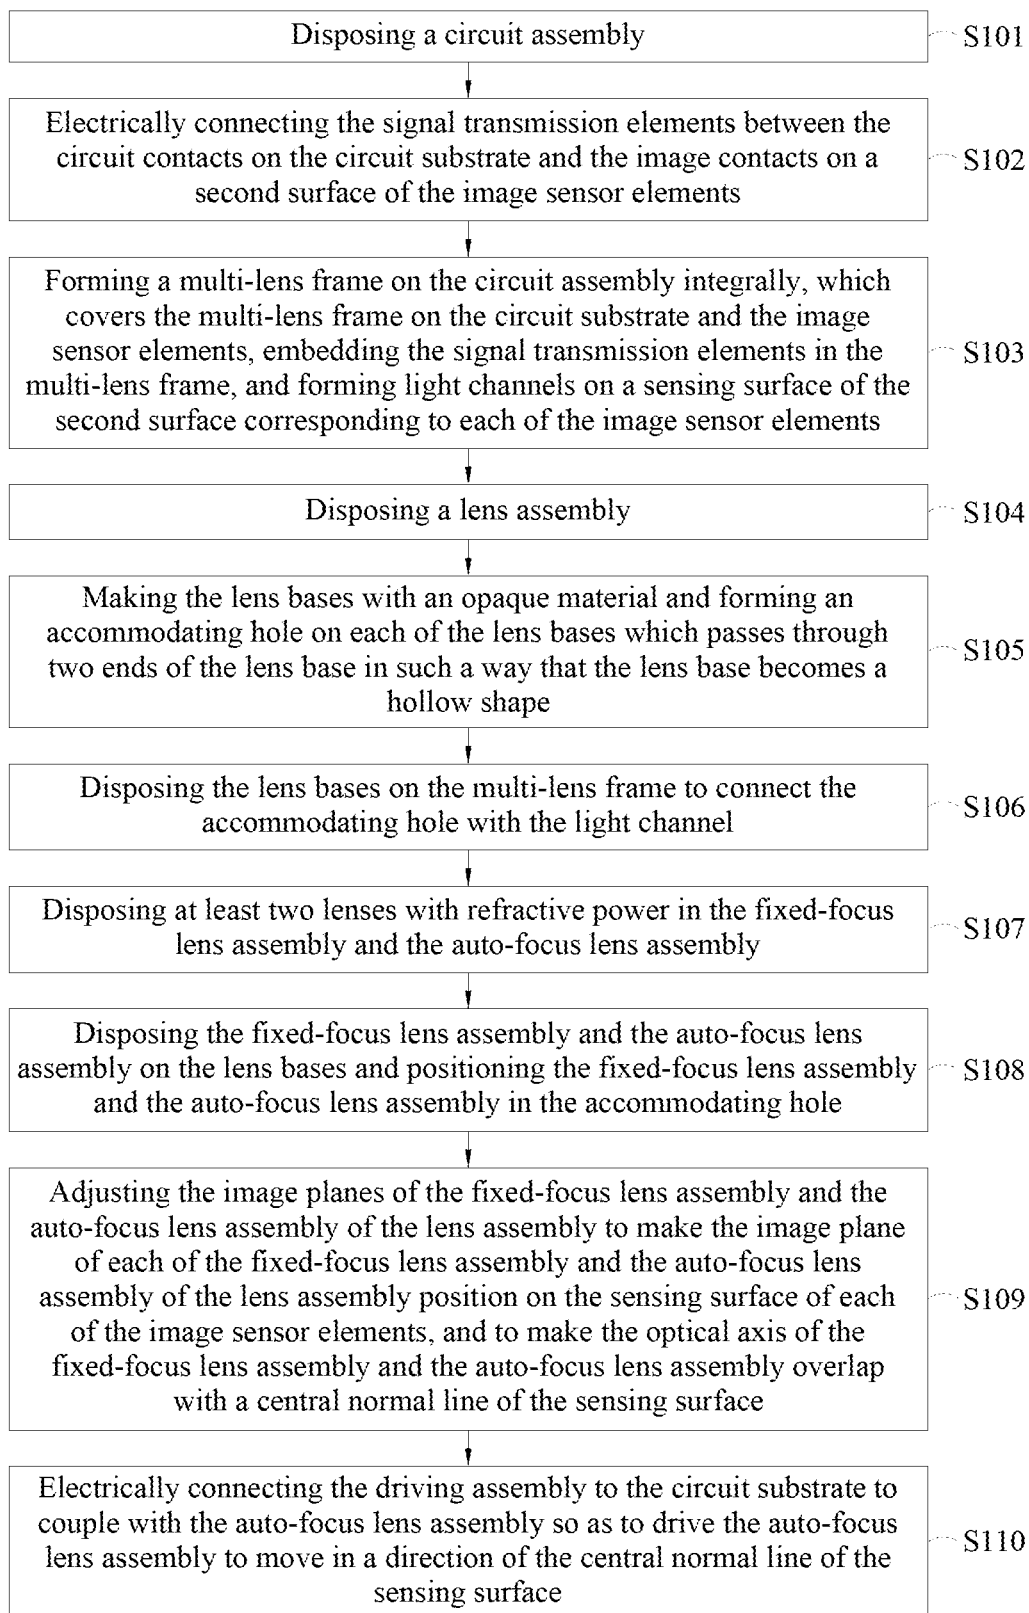 Disposing a circuit assembly
S101
Electrically connecting the signal transmission elements between the
circuit contacts on the circuit substrate and the image contacts on a
second surface of the image sensor elements
S102
Forming a multi-lens frame on the circuit assembly integrally, which
covers the multi-lens frame on the circuit substrate and the image
sensor elements, embedding the signal transmission elements in the
multi-lens frame, and forming light channels on a sensing surface of the
second surface corresponding to each of the image sensor elements
S103
Disposing a lens assembly
S104
Making the lens bases with an opaque material and forming an
accommodating hole on each of the lens bases which passes through
two ends of the lens base in such a way that the lens base becomes a
hollow shape
S105
Disposing the lens bases on the multi-lens frame to connect the
accommodating hole with the light channel
S106
Disposing at least two lenses with refractive power in the fixed-focus
lens assembly and the auto-focus lens assembly
S107
Disposing the fixed-focus lens assembly and the auto-focus lens
assembly on the lens bases and positioning the fixed-focus lens assembly
and the auto-focus lens assembly in the accommodating hole
S108
Adjusting the image planes of the fixed-focus lens assembly and the
auto-focus lens assembly of the lens assembly to make the image plane
of each of the fixed-focus lens assembly and the auto-focus lens
assembly of the lens assembly position on the sensing surface of each
of the image sensor elements, and to make the optical axis of the
fixed-focus lens assembly and the auto-focus lens assembly overlap
with a central normal line of the sensing surface
S109
Electrically connecting the driving assembly to the circuit substrate to
couple with the auto-focus lens assembly so as to drive the auto-focus
lens assembly to move in a direction of the central normal line of the
sensing surface
S110